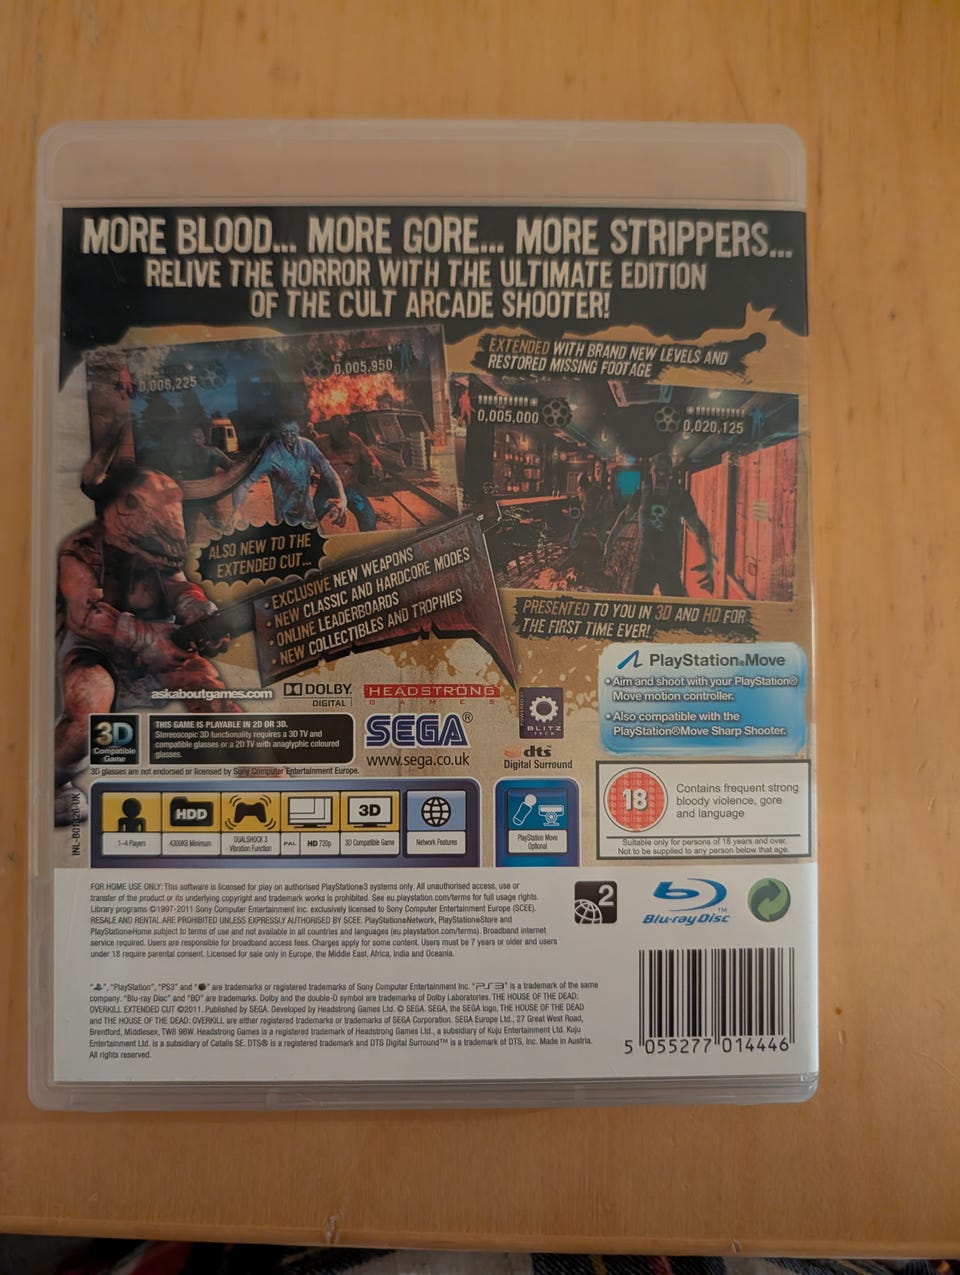 MORE BLOOD... MORE GORE... MORE STRIPPERS...
RELIVE THE HORROR WITH THE ULTIMATE EDITION
OF THE CULT ARCADE SHOOTER!
0,008,225
0,005,950
EXTENDED WITH BRAND NEW LEVELS AND
RESTORED MISSING FOOTAGE
0,005,000
0,020,125
ALSO NEW TO THE
EXTENDED CUT...
• EXCLUSIVE NEW WEAPONS
• NEW CLASSIC AND HARDCORE MODES
• ONLINE LEADERBOARDS
• NEW COLLECTIBLES AND TROPHIES
PRESENTED TO YOU IN 3D AND HD FOR
THE FIRST TIME EVER!
PlayStation®Move
• Aim and shoot with your PlayStation®
Move motion controller.
• Also compatible with the
PlayStation®Move Sharp Shooter.
askaboutgames.com
DOLBY
DIGITAL
HEADSTRONG
GAMES
3D
Compatible
Game
THIS GAME IS PLAYABLE IN 2D OR 3D.
Stereoscopic 3D functionality requires a 3D TV and
compatible glasses or a 2D TV with anaglyphic coloured
glasses.
3D glasses are not endorsed or licensed by Sony Computer Entertainment Europe.
SEGA®
www.sega.co.uk
BLITZ
TECH
dts
Digital Surround
18
Contains frequent strong
bloody violence, gore
and language
Suitable only for persons of 18 years and over.
Not to be supplied to any person below that age.
1-4 Players
HDD
4300KB Minimum
DUALSHOCK 3
Vibration Function
PAL
HD 720p
3D
3D Compatible Game
Network Features
PlayStation Move
Optional
FOR HOME USE ONLY: This software is licensed for play on authorised PlayStation®3 systems only. All unauthorised access, use or
transfer of the product or its underlying copyright and trademark works is prohibited. See eu.playstation.com/terms for full usage rights.
Library programs ©1997-2011 Sony Computer Entertainment Inc. exclusively licensed to Sony Computer Entertainment Europe (SCEE).
RESALE AND RENTAL ARE PROHIBITED UNLESS EXPRESSLY AUTHORISED BY SCEE. PlayStation®Network, PlayStation®Store and
PlayStation®Home subject to terms of use and not available in all countries and languages (eu.playstation.com/terms). Broadband internet
service required. Users are responsible for broadband access fees. Charges apply for some content. Users must be 7 years or older and users
under 18 require parental consent. Licensed for sale only in Europe, the Middle East, Africa, India and Oceania.
2
Blu-ray Disc™
" ", "PlayStation", "PS3" and " " are trademarks or registered trademarks of Sony Computer Entertainment Inc. "PS3" is a trademark of the same
company. "Blu-ray Disc" and "BD" are trademarks. Dolby and the double-D symbol are trademarks of Dolby Laboratories. THE HOUSE OF THE DEAD:
OVERKILL EXTENDED CUT ©2011. Published by SEGA. Developed by Headstrong Games Ltd. © SEGA. SEGA, the SEGA logo, THE HOUSE OF THE DEAD
and THE HOUSE OF THE DEAD: OVERKILL are either registered trademarks or trademarks of SEGA Corporation. SEGA Europe Ltd., 27 Great West Road,
Brentford, Middlesex, TW8 9BW. Headstrong Games is a registered trademark of Headstrong Games Ltd., a subsidiary of Kuju Entertainment Ltd. Kuju
Entertainment Ltd. is a subsidiary of Catalis SE. DTS® is a registered trademark and DTS Digital Surround™ is a trademark of DTS, Inc. Made in Austria.
All rights reserved.
5 055277 014446